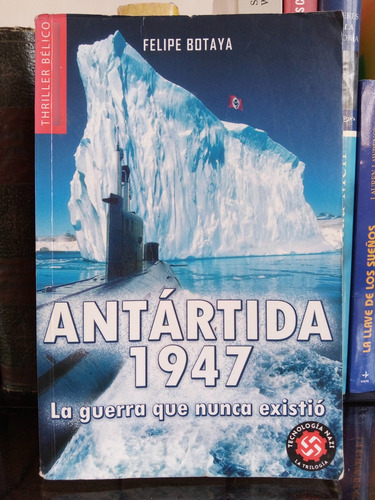 THRILLER BÉLICO
FELIPE BOTAYA
ANTÁRTIDA
1947
La guerra que nunca existió
TECNOLOGÍA NAZI
LA TRILOGÍA
LA LLAVE DE LOS SUEÑOS